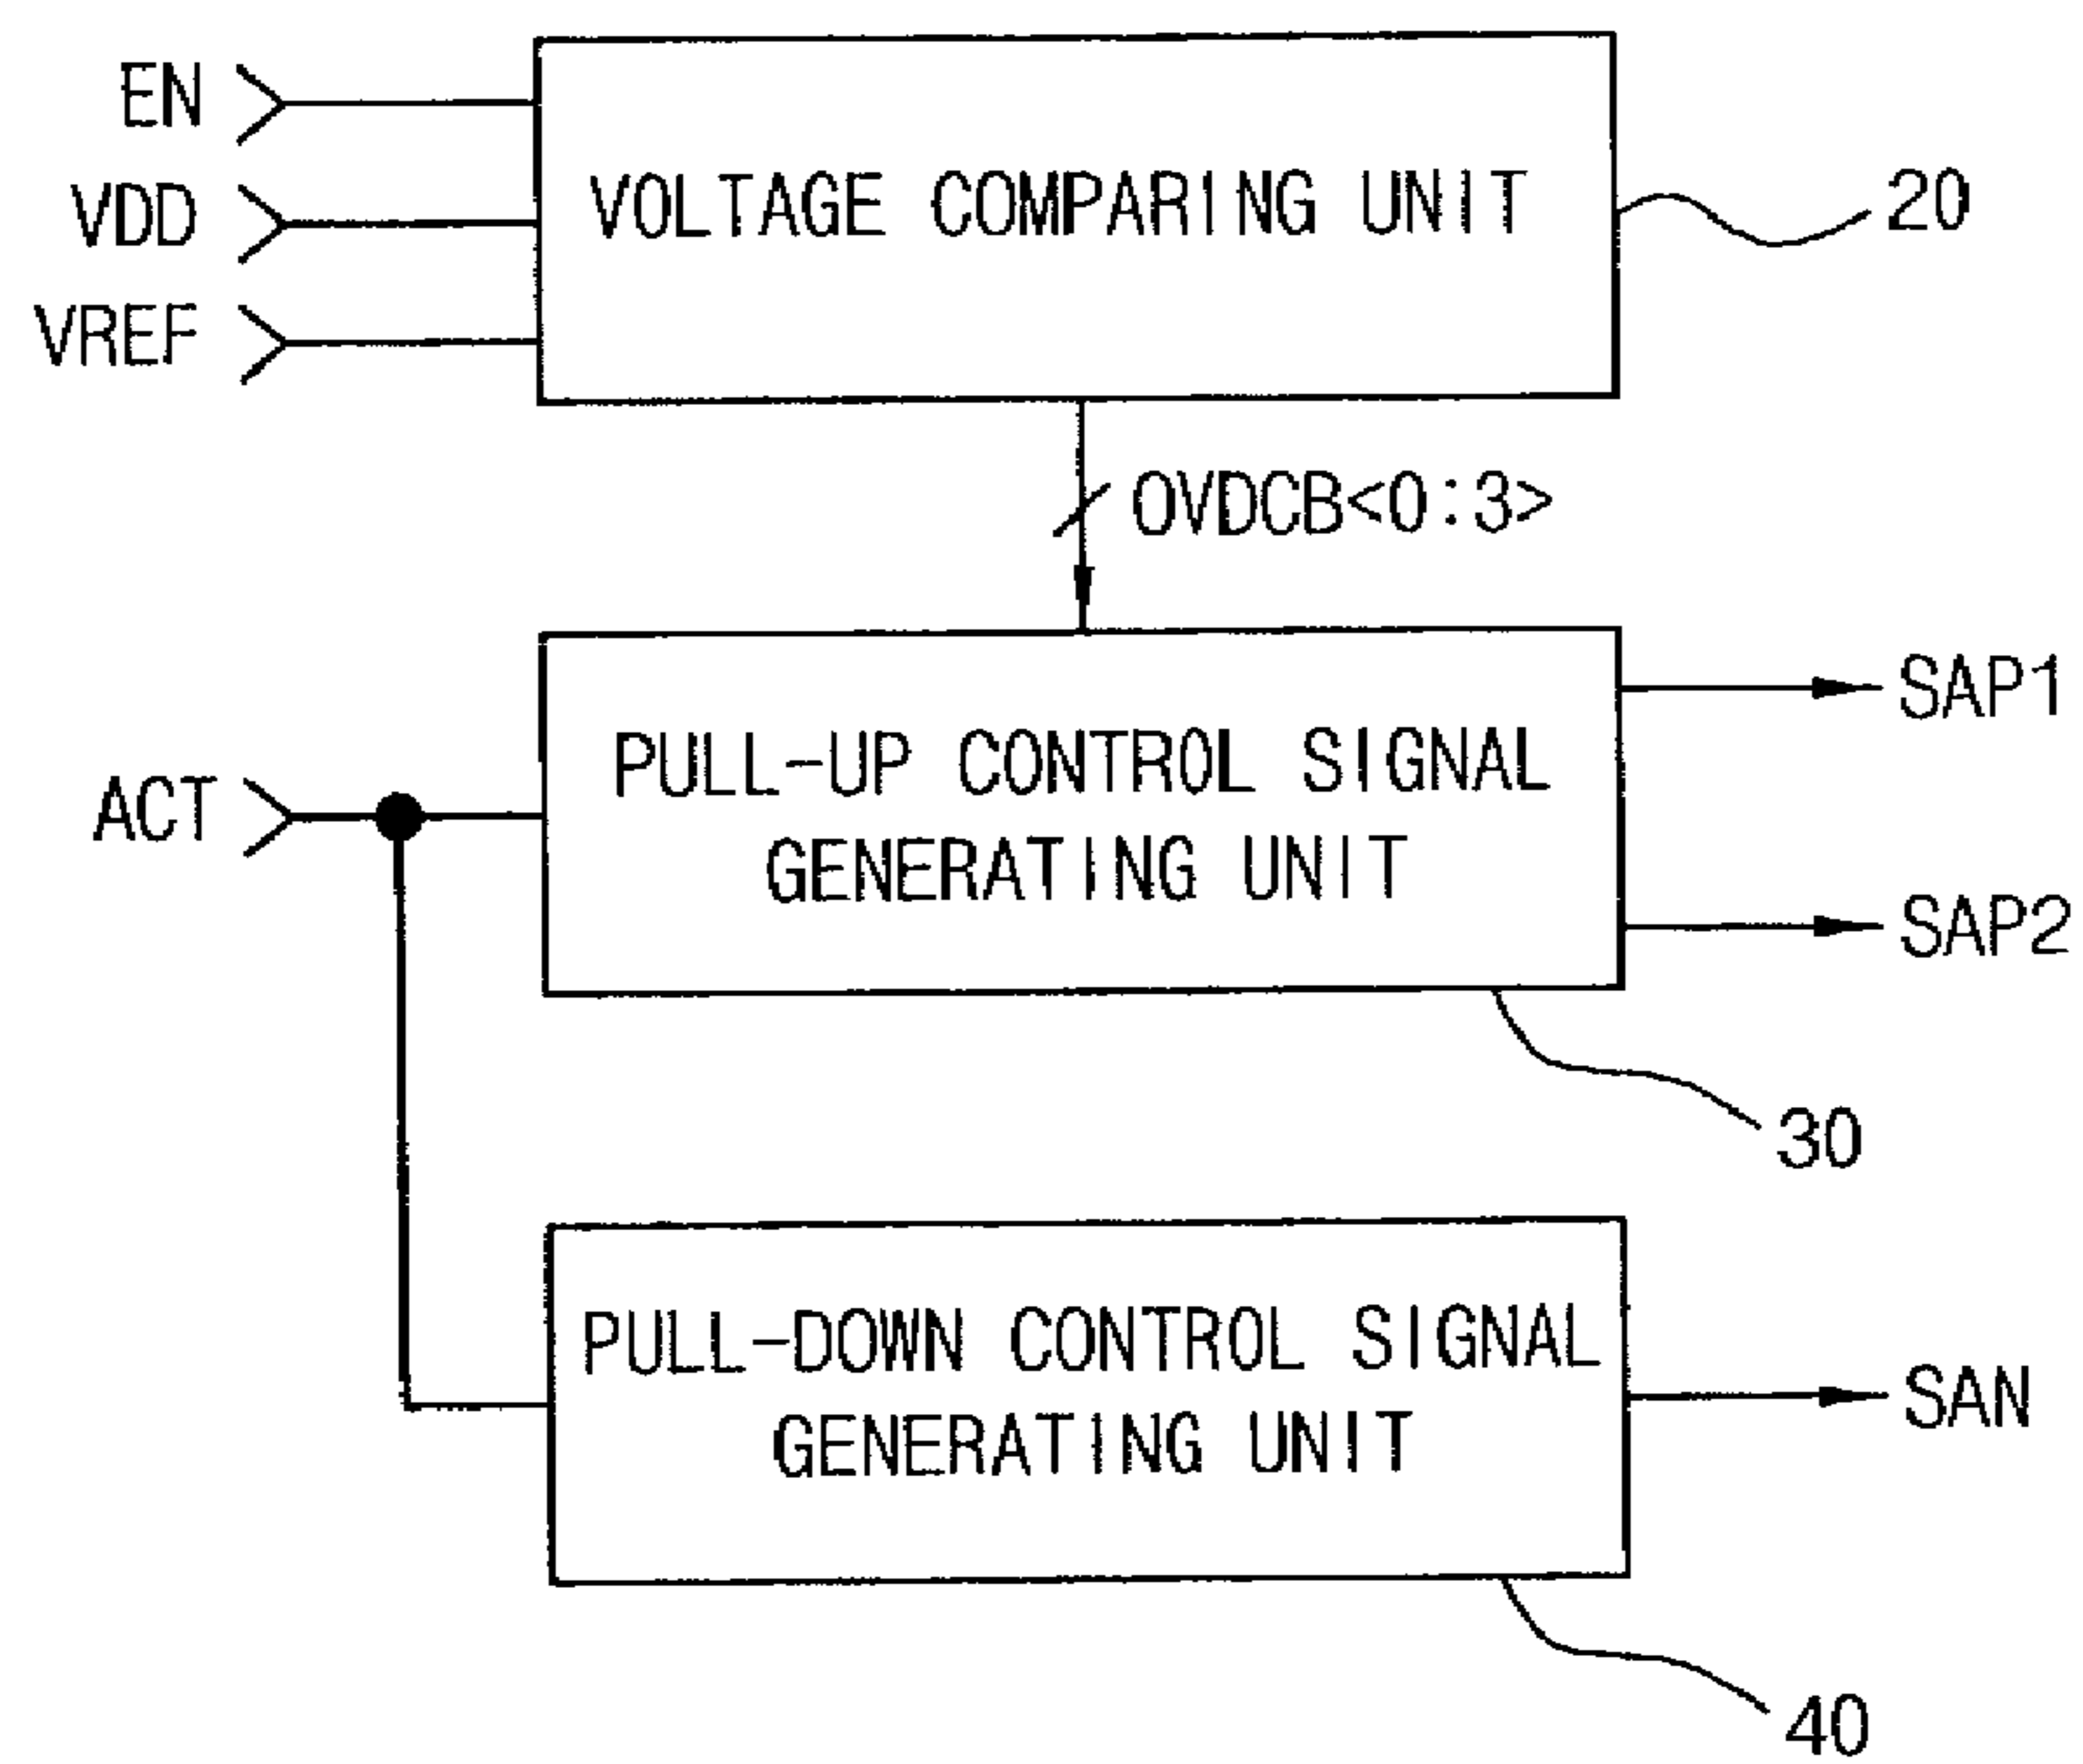 EN
VDD
VREF
VOLTAGE COMPARING UNIT
20
OVDCB<0:3>
ACT
PULL-UP CONTROL SIGNAL
GENERATING UNIT
SAP1
SAP2
30
PULL-DOWN CONTROL SIGNAL
GENERATING UNIT
SAN
40